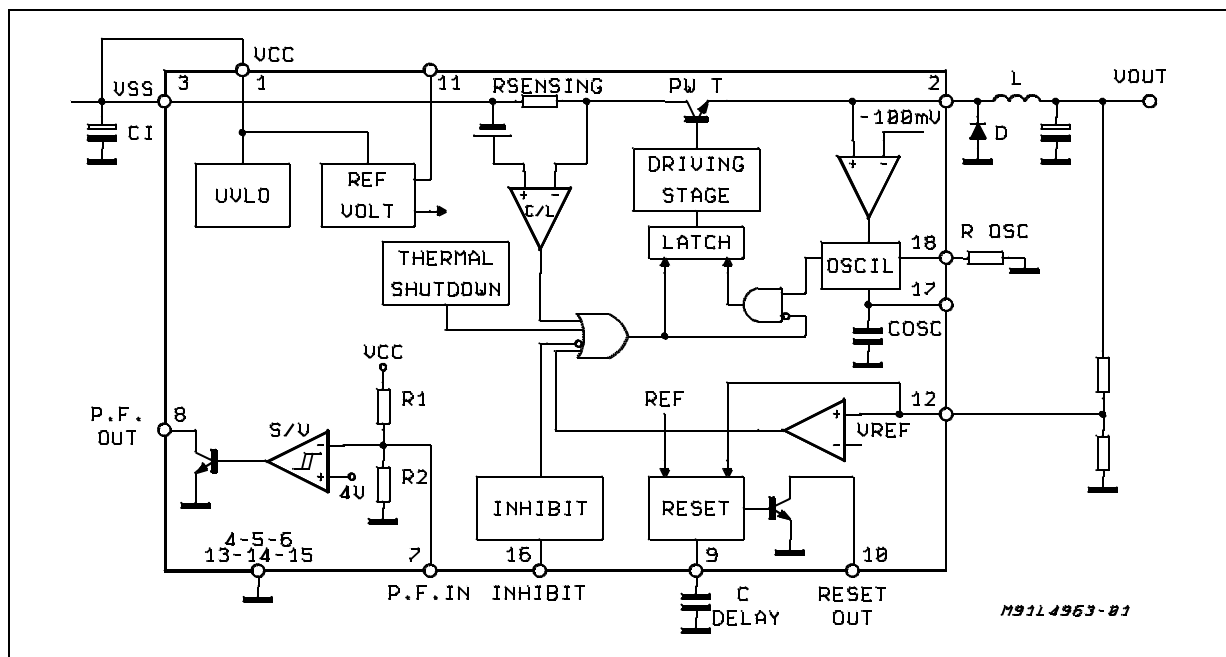 VCC
VSS 3 1 11 RSENSING PW T 2 L VOUT
-100mV
CI D
+ - + -
UVLO REF VOLT C/L DRIVING STAGE
LATCH 18 R OSC
THERMAL SHUTDOWN OSCIL
17
COSC
VCC
R1 REF 12
P.F. OUT 8 S/V + VREF
- -
R2
+
4V
INHIBIT RESET
4-5-6
13-14-15 7 16 9 10
P.F.IN INHIBIT C DELAY RESET OUT
M91L4963-01